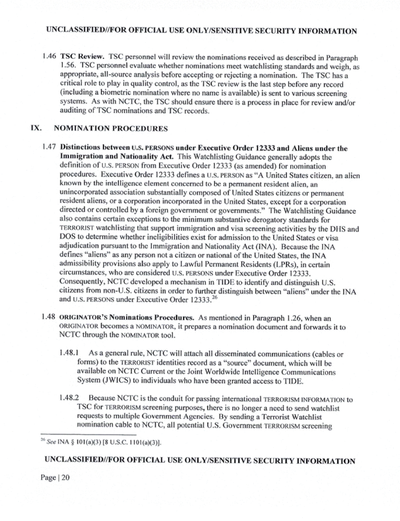 UNCLASSIFIED//FOR OFFICIAL USE ONLY/SENSITIVE SECURITY INFORMATION
1.46 TSC Review. TSC personnel will review the nominations received as described in Paragraph
1.56. TSC personnel evaluate whether nominations meet watchlisting standards and weigh, as
appropriate, all-source analysis before accepting or rejecting a nomination. The TSC has a
critical role to play in quality control, as the TSC review is the last step before any record
(including a biometric nomination where no name is available) is sent to various screening
systems. As with NCTC, the TSC should ensure there is a process in place for review and/or
auditing of TSC nominations and TSC records.
IX. NOMINATION PROCEDURES
1.47 Distinctions between U.S. PERSONS under Executive Order 12333 and Aliens under the
Immigration and Nationality Act. This Watchlisting Guidance generally adopts the
definition of U.S. PERSON from Executive Order 12333 (as amended) for nomination
procedures. Executive Order 12333 defines a U.S. PERSON as "A United States citizen, an alien
known by the intelligence element concerned to be a permanent resident alien, an
unincorporated association substantially composed of United States citizens or permanent
resident aliens, or a corporation incorporated in the United States, except for a corporation
directed or controlled by a foreign government or governments." The Watchlisting Guidance
also contains certain exceptions to the minimum substantive derogatory standards for
TERRORIST watchlisting that support immigration and visa screening activities by the DHS and
DOS to determine whether ineligibilities exist for admission to the United States or visa
adjudication pursuant to the Immigration and Nationality Act (INA). Because the INA
defines "aliens" as any person not a citizen or national of the United States, the INA
admissibility provisions also apply to Lawful Permanent Residents (LPRs), in certain
circumstances, who are considered U.S. PERSONS under Executive Order 12333.
Consequently, NCTC developed a mechanism in TIDE to identify and distinguish U.S.
citizens from non-U.S. citizens in order to further distinguish between "aliens" under the INA
and U.S. PERSONS under Executive Order 12333.26
1.48 ORIGINATOR's Nominations Procedures. As mentioned in Paragraph 1.26, when an
ORIGINATOR becomes a NOMINATOR, it prepares a nomination document and forwards it to
NCTC through the NOMINATOR tool.
1.48.1 As a general rule, NCTC will attach all disseminated communications (cables or
forms) to the TERRORIST identities record as a "source" document, which will be
available on NCTC Current or the Joint Worldwide Intelligence Communications
System (JWICS) to individuals who have been granted access to TIDE.
1.48.2 Because NCTC is the conduit for passing international TERRORISM INFORMATION to
TSC for TERRORISM screening purposes, there is no longer a need to send watchlist
requests to multiple Government Agencies. By sending a Terrorist Watchlist
nomination cable to NCTC, all potential U.S. Government TERRORISM screening
26 See INA § 101(a)(3) [8 U.S.C. 1101(a)(3)].
UNCLASSIFIED//FOR OFFICIAL USE ONLY/SENSITIVE SECURITY INFORMATION
Page | 20